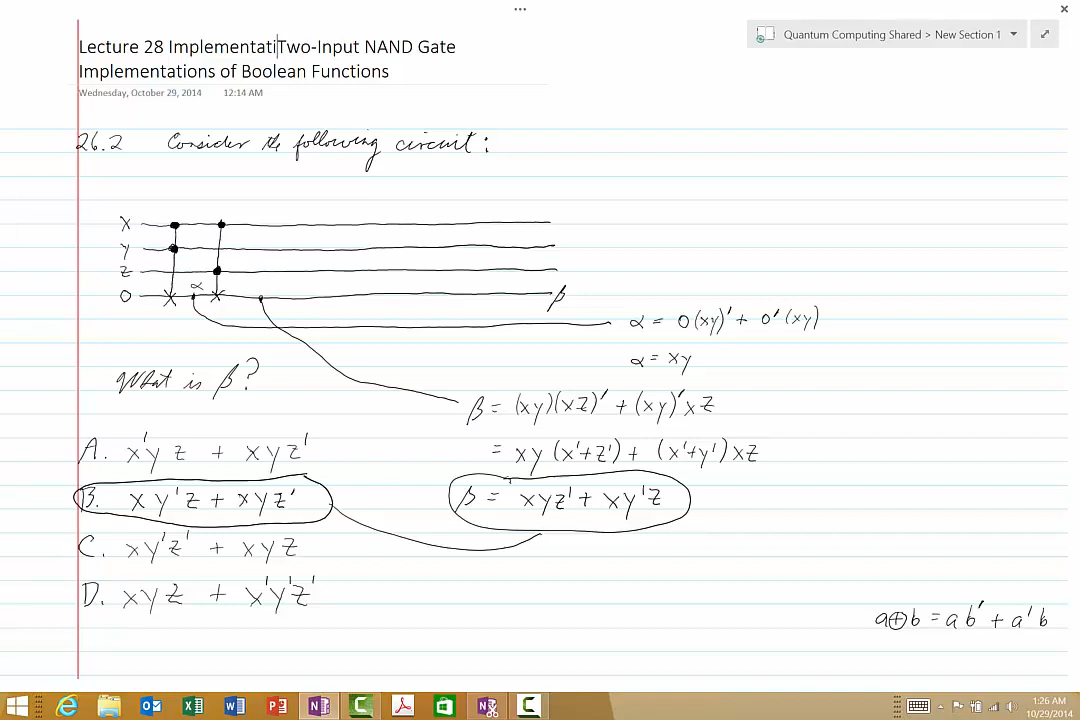 Quantum Computing Shared > New Section 1
Lecture 28 ImplementatiTwo-Input NAND Gate
Implementations of Boolean Functions
Wednesday, October 29, 2014 12:14 AM
26.2 Consider the following circuit:
x
y
z
0 α β
α = 0(xy)' + 0'(xy)
α = xy
What is β?
β = (xy)(xz)' + (xy)'xz
A. x'yz + xyz'
= xy(x'+z') + (x'+y')xz
B. xy'z + xyz'
β = xyz' + xy'z
C. xy'z' + xyz
D. xyz + x'y'z'
a⊕b = ab' + a'b
1:26 AM
10/29/2014